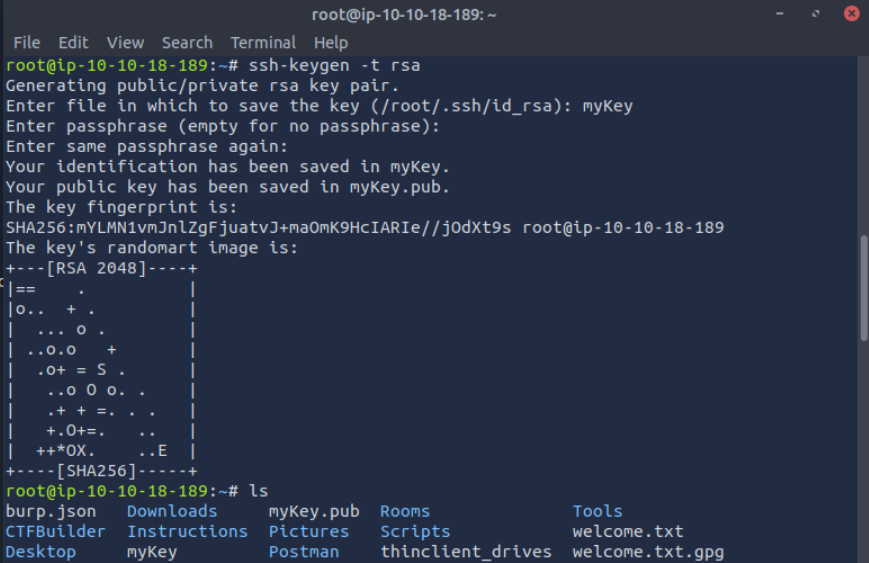 root@ip-10-10-18-189: ~
File Edit View Search Terminal Help
root@ip-10-10-18-189:~# ssh-keygen -t rsa
Generating public/private rsa key pair.
Enter file in which to save the key (/root/.ssh/id_rsa): myKey
Enter passphrase (empty for no passphrase):
Enter same passphrase again:
Your identification has been saved in myKey.
Your public key has been saved in myKey.pub.
The key fingerprint is:
SHA256:mYLMN1vmJnlZgFjuatvJ+maOmK9HcIARIe//jOdXt9s root@ip-10-10-18-189
The key's randomart image is:
+---[RSA 2048]----+
|==    .          |
|o..  + .         |
|  ... o .        |
| ..o.o   +       |
|  .o+ = S .      |
|   ..o O o. .    |
|   .+ + =. . .   |
|   +.O+=.   ..   |
|  ++*OX.    ..E  |
+----[SHA256]-----+
root@ip-10-10-18-189:~# ls
burp.json   Downloads     myKey.pub  Rooms              Tools
CTFBuilder  Instructions  Pictures   Scripts            welcome.txt
Desktop     myKey         Postman    thinclient_drives  welcome.txt.gpg